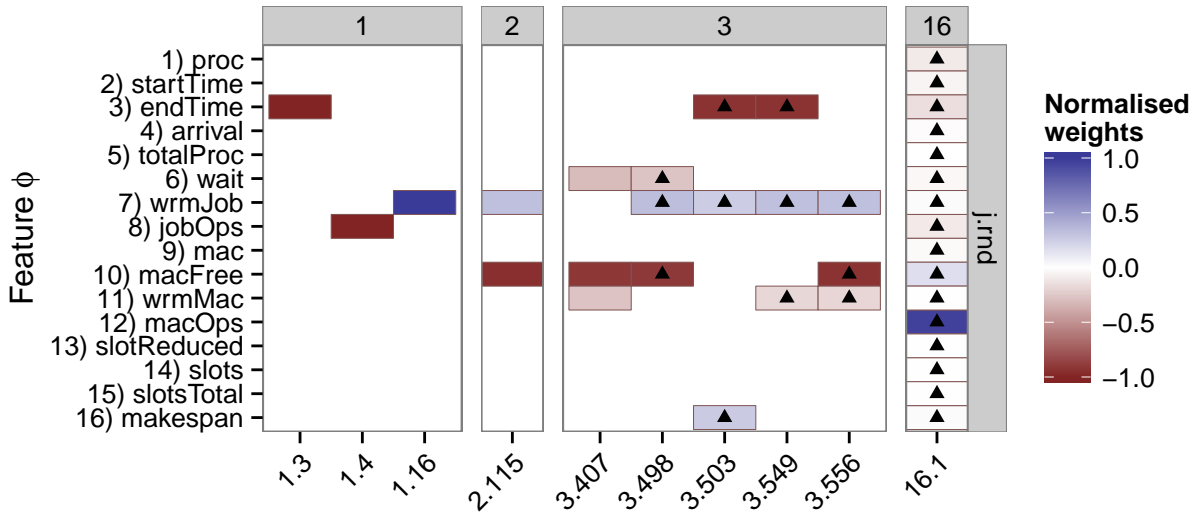 1 2 3 16
1) proc
2) startTime
3) endTime
4) arrival
5) totalProc
6) wait
7) wrmJob
8) jobOps
9) mac
10) macFree
11) wrmMac
12) macOps
13) slotReduced
14) slots
15) slotsTotal
16) makespan
Feature ϕ
j.rnd
1.3 1.4 1.16 2.115 3.407 3.498 3.503 3.549 3.556 16.1
Normalised
weights
1.0
0.5
0.0
−0.5
−1.0